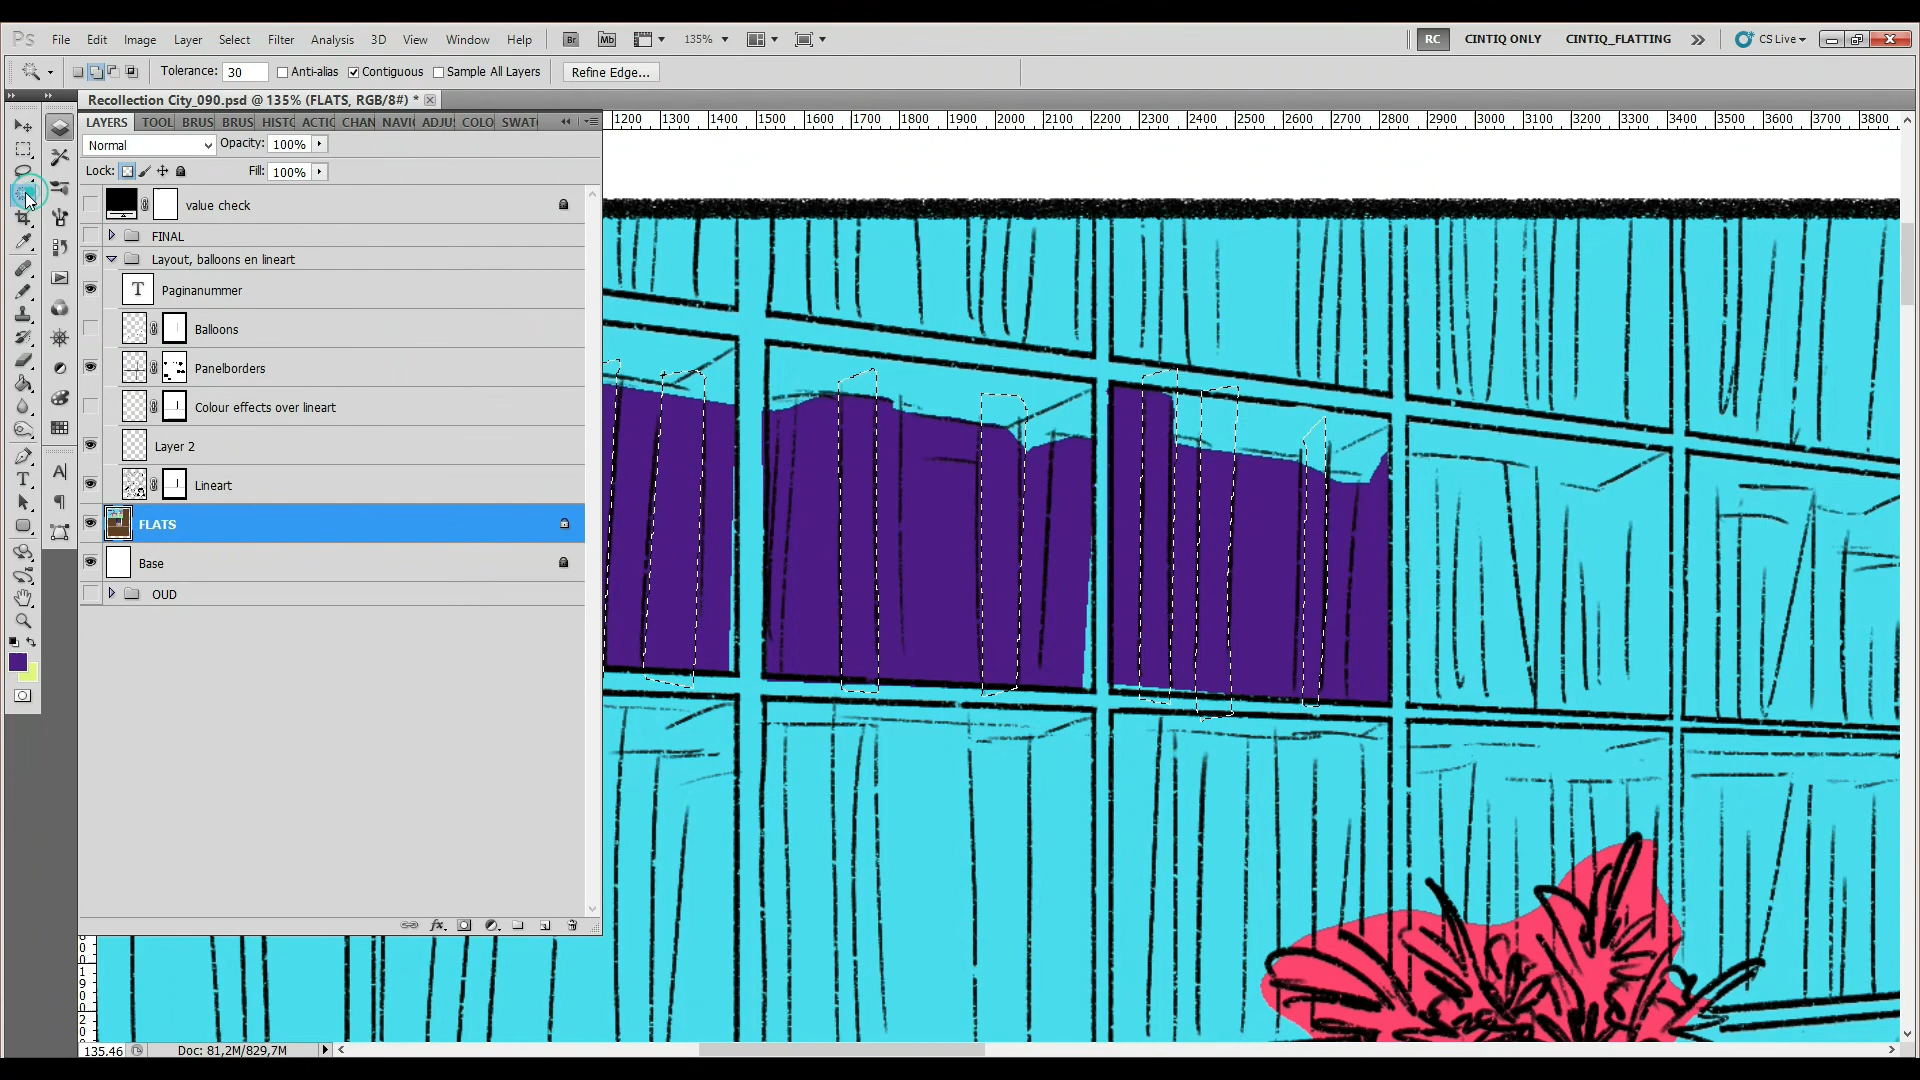 Ps File Edit Image Layer Select Filter Analysis 3D View Window Help Br Mb 135% RC CINTIQ ONLY CINTIQ_FLATTING CS Live
Tolerance: 30 Anti-alias Contiguous Sample All Layers Refine Edge...
Recollection City_090.psd @ 135% (FLATS, RGB/8#) *
LAYERS TOOL BRUS BRUS HISTO ACTIO CHAN NAVI ADJU COLO SWAT
1200 1300 1400 1500 1600 1700 1800 1900 2000 2100 2200 2300 2400 2500 2600 2700 2800 2900 3000 3100 3200 3300 3400 3500 3600 3700 3800
Normal Opacity: 100%
Lock: Fill: 100%
value check
FINAL
Layout, balloons en lineart
T Paginanummer
Balloons
Panelborders
Colour effects over lineart
Layer 2
Lineart
FLATS
Base
OUD
135.46 Doc: 81,2M/829,7M